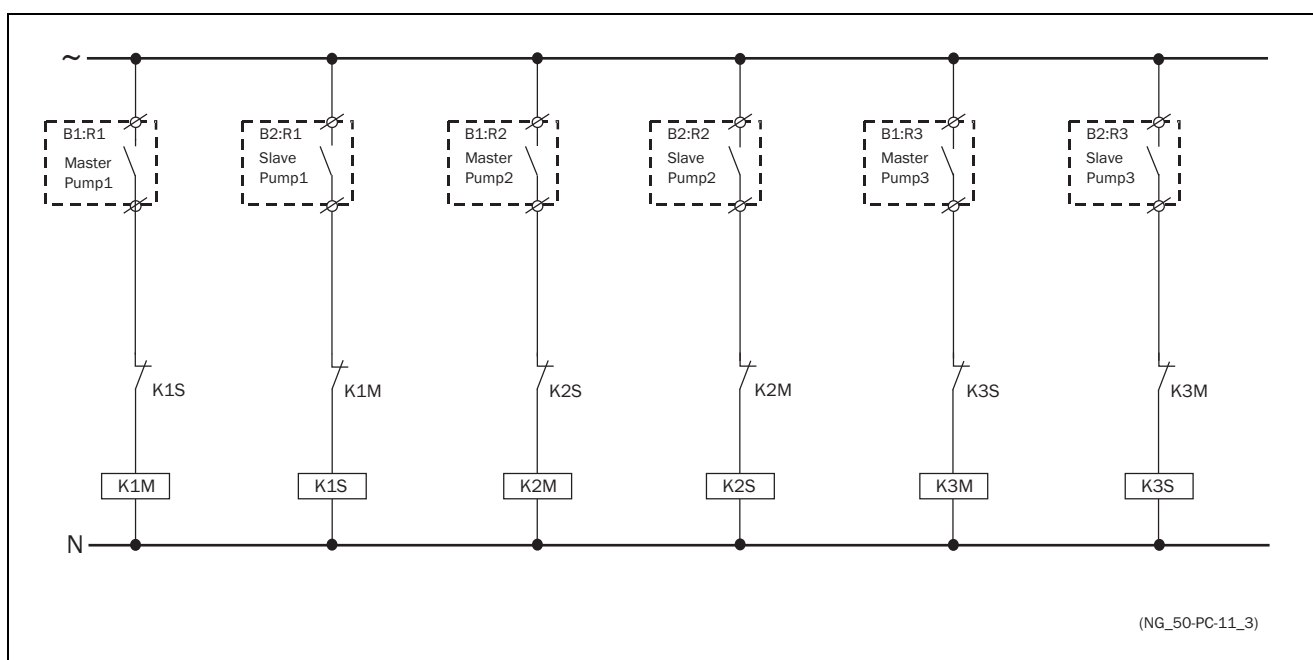 ~
B1:R1
Master
Pump1
B2:R1
Slave
Pump1
B1:R2
Master
Pump2
B2:R2
Slave
Pump2
B1:R3
Master
Pump3
B2:R3
Slave
Pump3
K1S
K1M
K2S
K2M
K3S
K3M
K1M
K1S
K2M
K2S
K3M
K3S
N
(NG_50-PC-11_3)